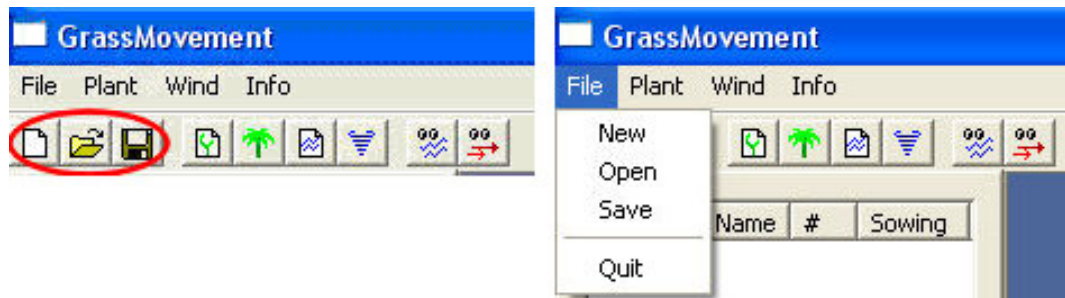 GrassMovement
File Plant Wind Info
GrassMovement
File Plant Wind Info
New
Open
Save
Name # Sowing
Quit